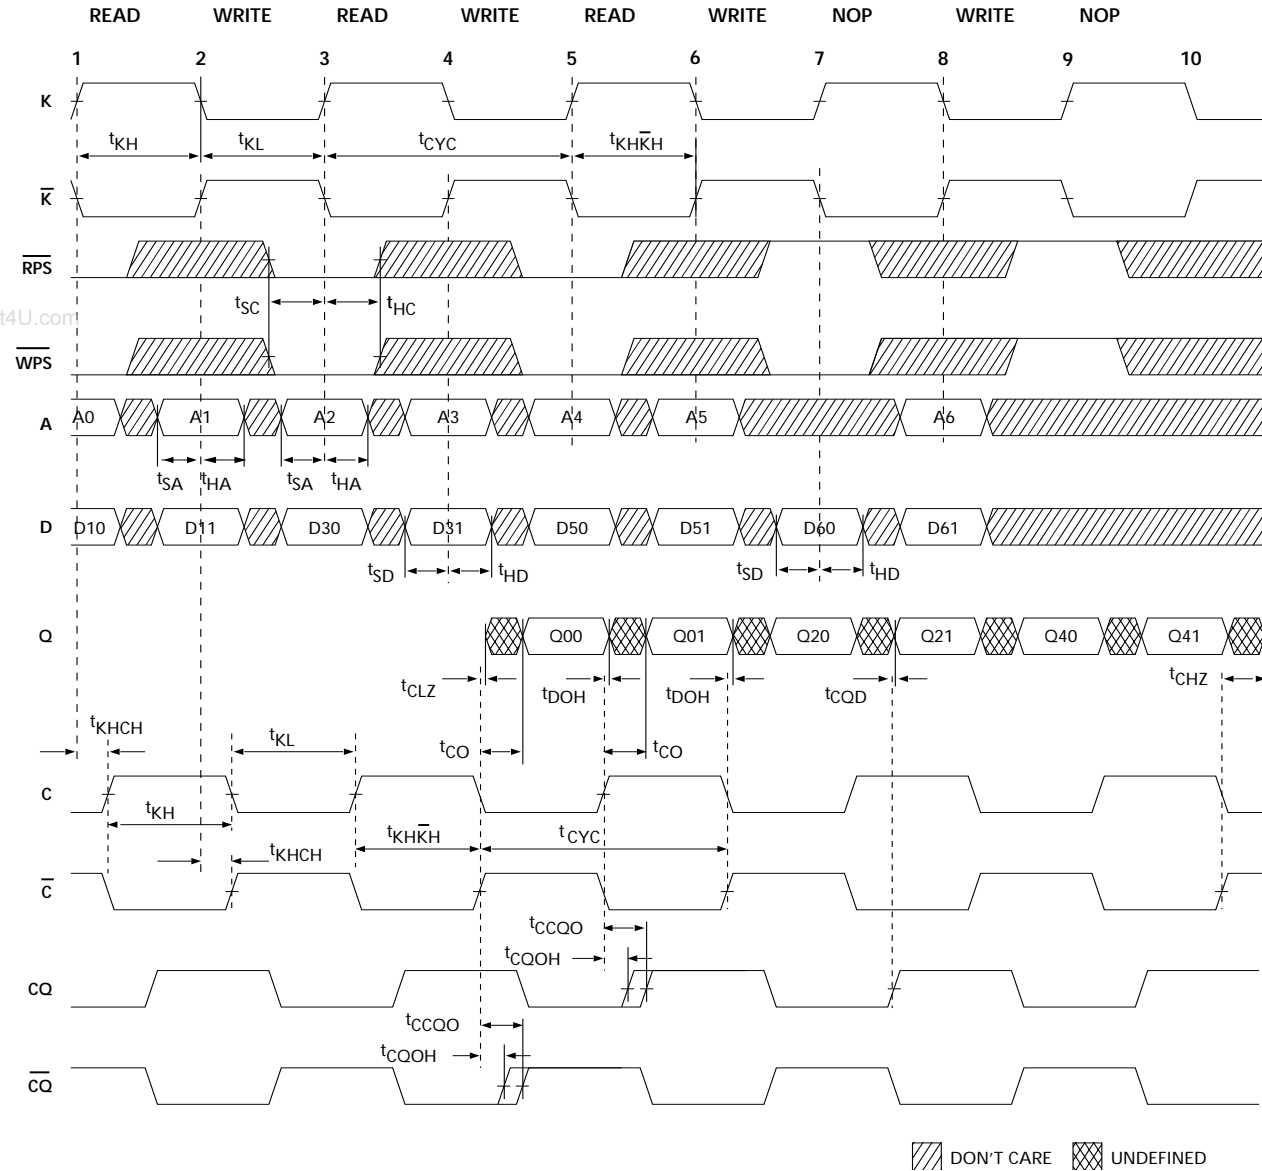 READ WRITE READ WRITE READ WRITE NOP WRITE NOP
1 2 3 4 5 6 7 8 9 10
K
tKH tKL tCYC tKHK̅H
K̅
R̅P̅S̅
tSC tHC
t4U.com
W̅P̅S̅
A A0 A1 A2 A3 A4 A5 A6
tSA tHA tSA tHA
D D10 D11 D30 D31 D50 D51 D60 D61
tSD tHD tSD tHD
Q Q00 Q01 Q20 Q21 Q40 Q41
tCLZ tDOH tDOH tCQD tCHZ
tKHCH tKL tCO tCO
C
tKH tKHK̅H tCYC
tKHCH
C̅
tCCQO
tCQOH
CQ
tCCQO
tCQOH
C̅Q̅
DON'T CARE UNDEFINED